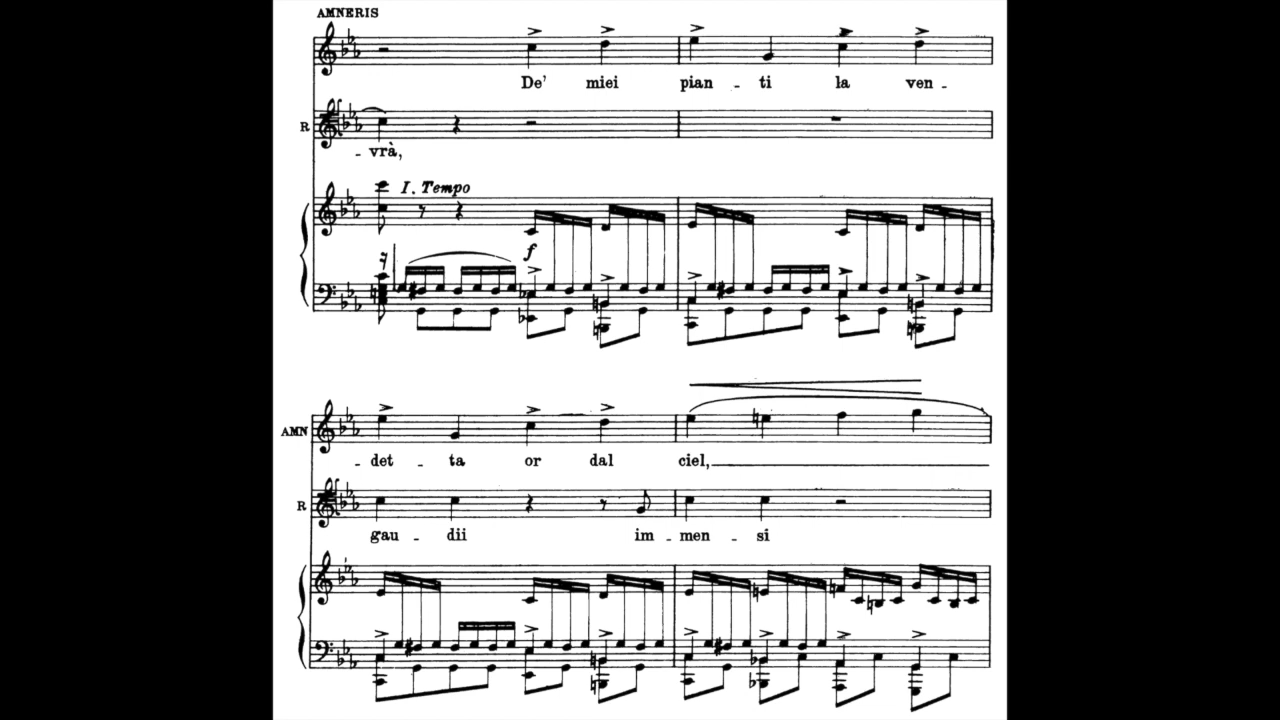 AMNERIS
De' miei pian - ti la ven -
R
- vrà,
I. Tempo
f
AMN
- det - ta or dal ciel,
R
gau - dii im - men - si